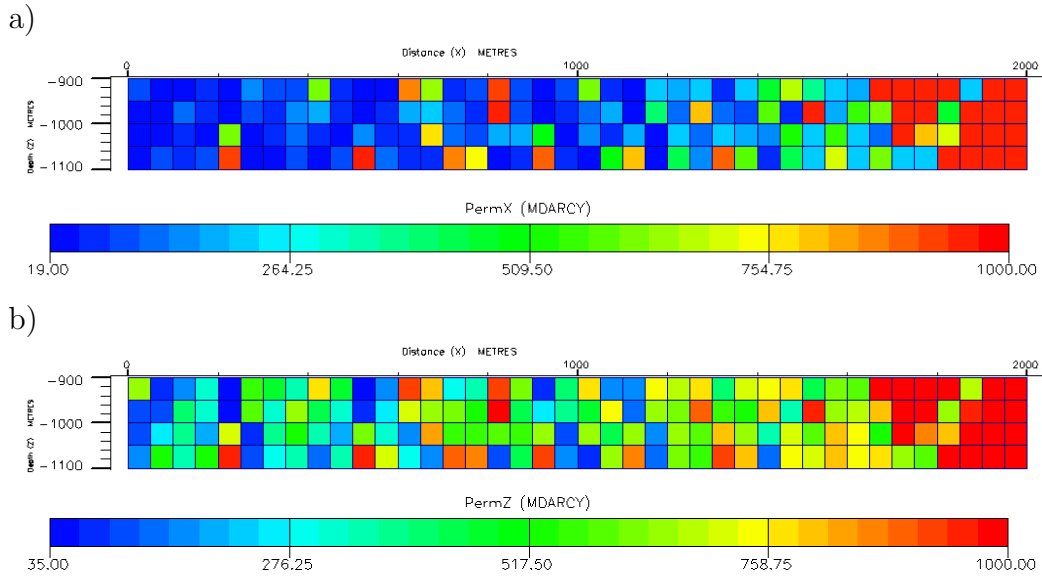 a)
Distance (X) METRES
0 1000 2000
-900
-1000
-1100
Depth (Z) METRES
PermX (MDARCY)
19.00 264.25 509.50 754.75 1000.00
b)
Distance (X) METRES
0 1000 2000
-900
-1000
-1100
Depth (Z) METRES
PermZ (MDARCY)
35.00 276.25 517.50 758.75 1000.00